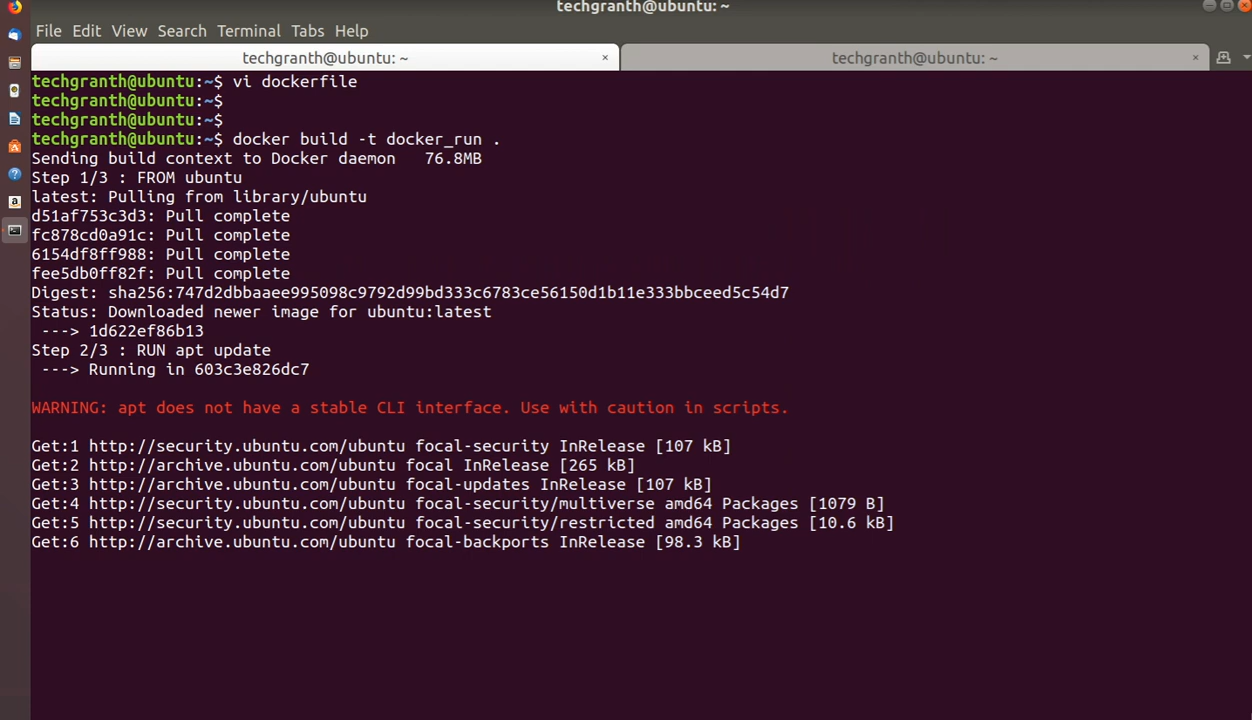 techgranth@ubuntu: ~
File Edit View Search Terminal Tabs Help
techgranth@ubuntu: ~ ×
techgranth@ubuntu: ~ ×
techgranth@ubuntu:~$ vi dockerfile
techgranth@ubuntu:~$
techgranth@ubuntu:~$
techgranth@ubuntu:~$ docker build -t docker_run .
Sending build context to Docker daemon   76.8MB
Step 1/3 : FROM ubuntu
latest: Pulling from library/ubuntu
d51af753c3d3: Pull complete
fc878cd0a91c: Pull complete
6154df8ff988: Pull complete
fee5db0ff82f: Pull complete
Digest: sha256:747d2dbbaaee995098c9792d99bd333c6783ce56150d1b11e333bbceed5c54d7
Status: Downloaded newer image for ubuntu:latest
 ---> 1d622ef86b13
Step 2/3 : RUN apt update
 ---> Running in 603c3e826dc7
WARNING: apt does not have a stable CLI interface. Use with caution in scripts.
Get:1 http://security.ubuntu.com/ubuntu focal-security InRelease [107 kB]
Get:2 http://archive.ubuntu.com/ubuntu focal InRelease [265 kB]
Get:3 http://archive.ubuntu.com/ubuntu focal-updates InRelease [107 kB]
Get:4 http://security.ubuntu.com/ubuntu focal-security/multiverse amd64 Packages [1079 B]
Get:5 http://security.ubuntu.com/ubuntu focal-security/restricted amd64 Packages [10.6 kB]
Get:6 http://archive.ubuntu.com/ubuntu focal-backports InRelease [98.3 kB]